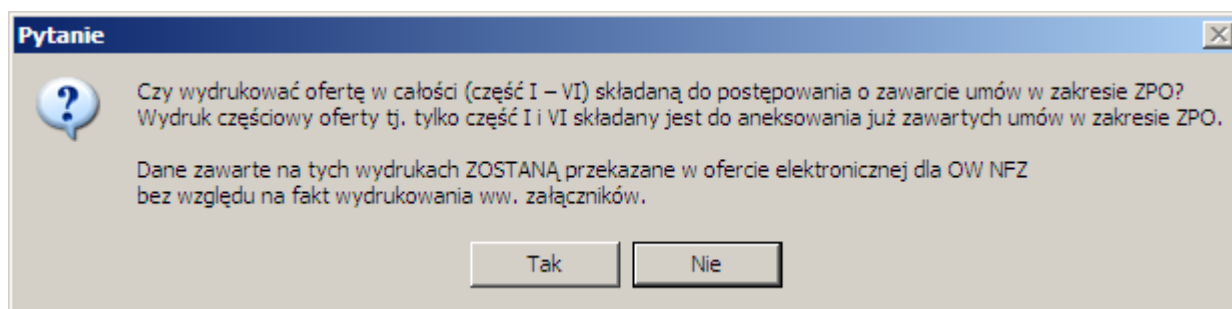 Pytanie
Czy wydrukować ofertę w całości (część I – VI) składaną do postępowania o zawarcie umów w zakresie ZPO?
Wydruk częściowy oferty tj. tylko część I i VI składany jest do aneksowania już zawartych umów w zakresie ZPO.
Dane zawarte na tych wydrukach ZOSTANĄ przekazane w ofercie elektronicznej dla OW NFZ
bez względu na fakt wydrukowania ww. załączników.
Tak
Nie